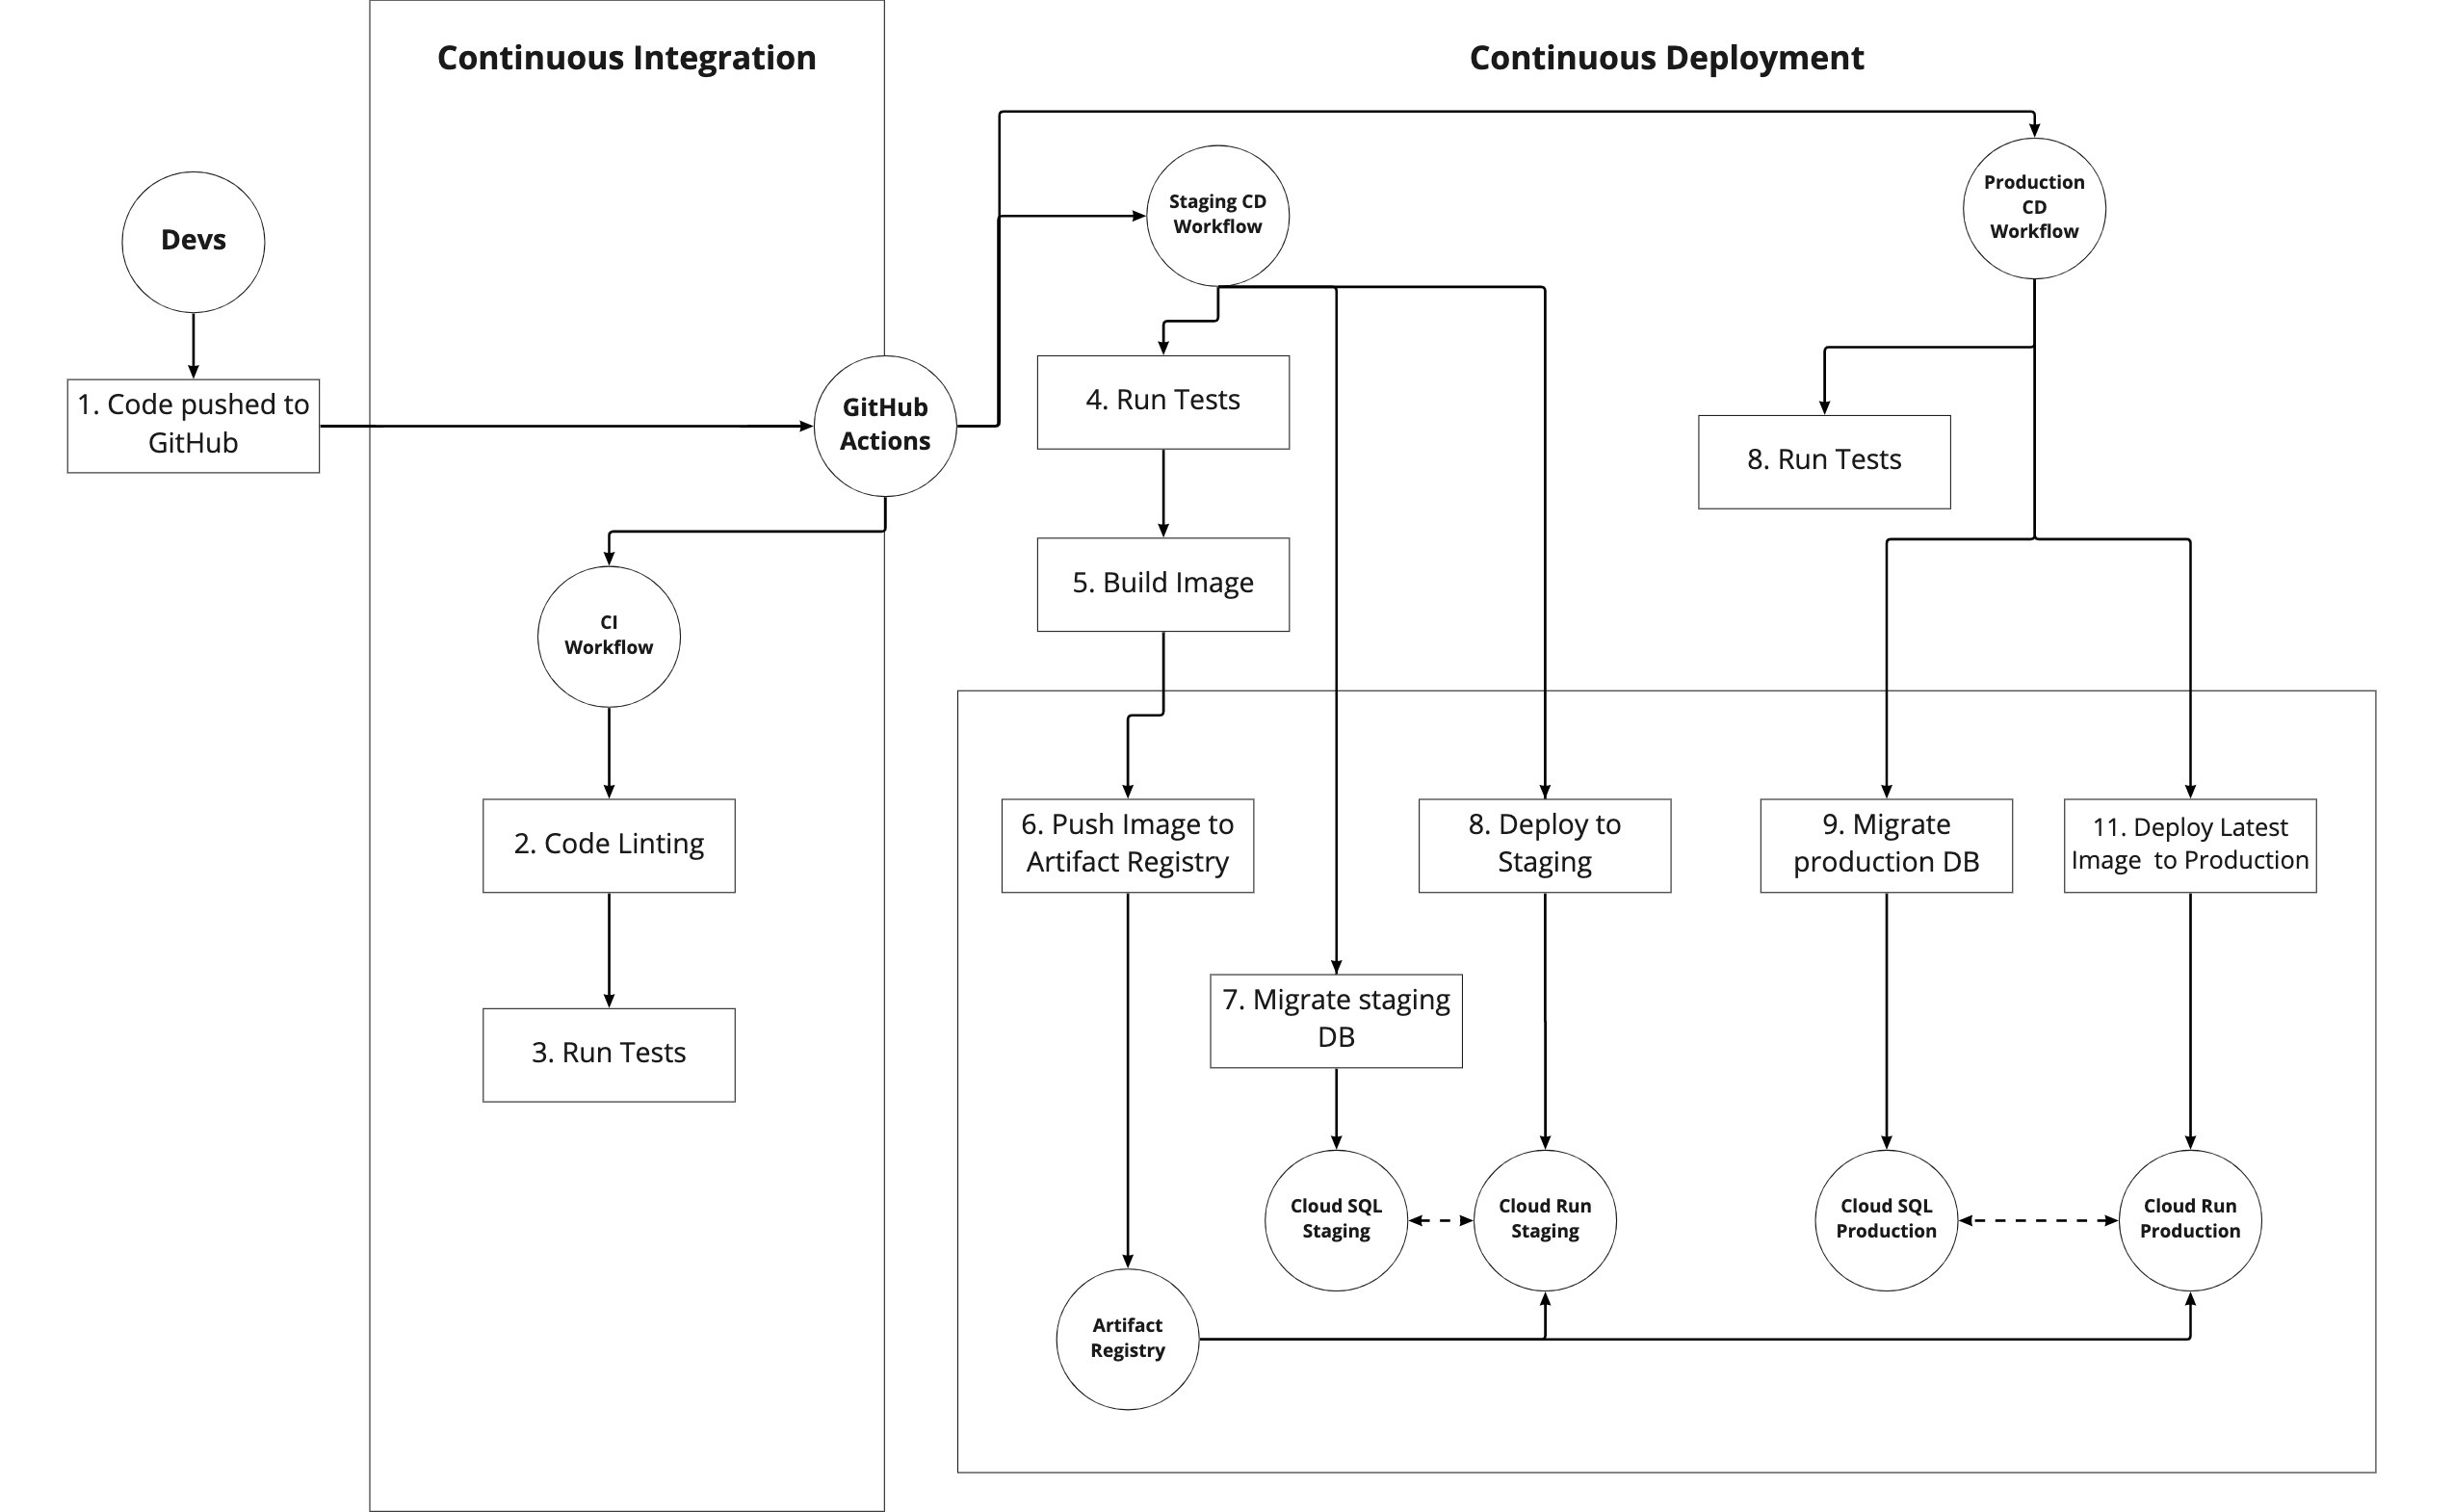 Continuous Integration
Continuous Deployment
Devs
1. Code pushed to
GitHub
GitHub
Actions
CI
Workflow
2. Code Linting
3. Run Tests
Staging CD
Workflow
4. Run Tests
5. Build Image
6. Push Image to
Artifact Registry
7. Migrate staging
DB
8. Deploy to
Staging
Cloud SQL
Staging
Cloud Run
Staging
Artifact
Registry
Production
CD
Workflow
8. Run Tests
9. Migrate
production DB
11. Deploy Latest
Image  to Production
Cloud SQL
Production
Cloud Run
Production